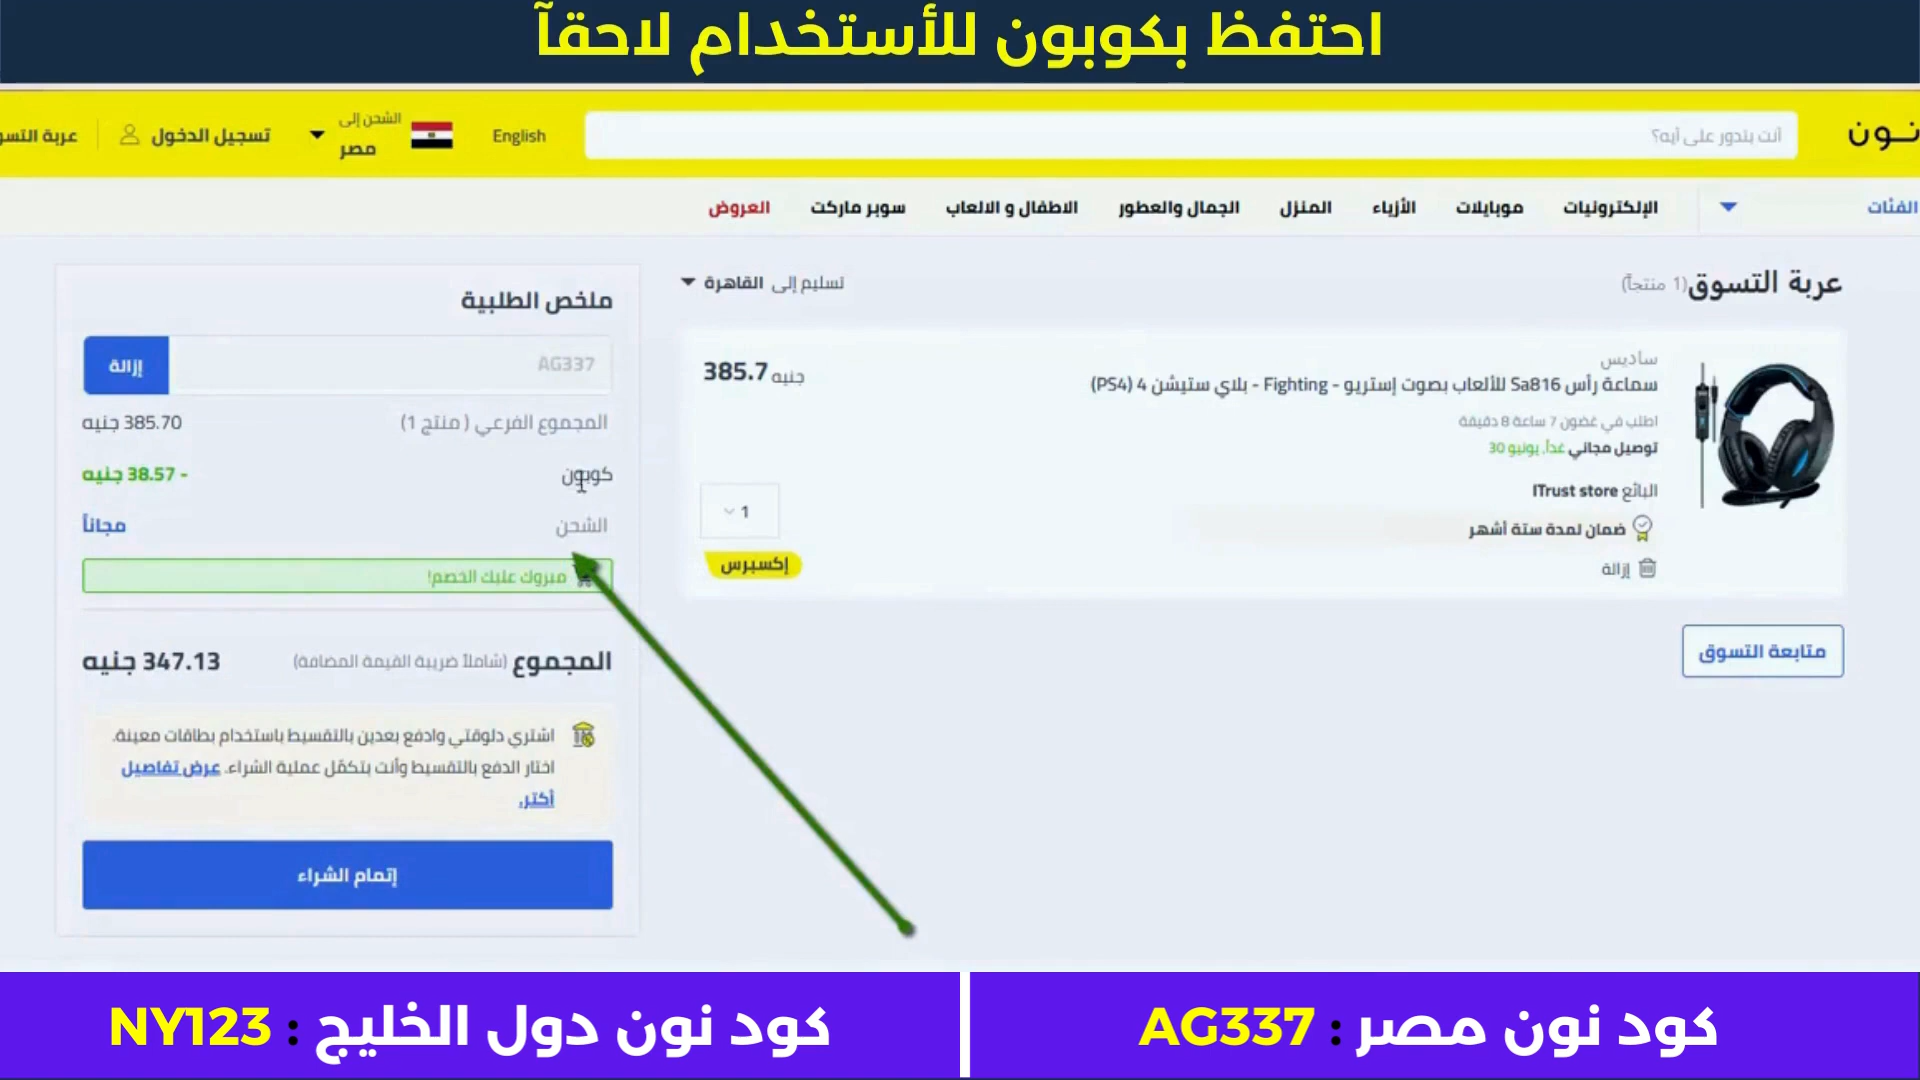 احتفظ بكوبون للأستخدام لاحقآ
نون
أنت بتدور على أيه؟
English
الشحن إلى
مصر
تسجيل الدخول
عربة التسو
الفئات
الإلكترونيات
موبايلات
الأزياء
المنزل
الجمال والعطور
الاطفال و الالعاب
سوبر ماركت
العروض
عربة التسوق (1 منتجاً)
تسليم إلى القاهرة
ساديس
سماعة رأس Sa816 للألعاب بصوت إستريو - Fighting - بلاي ستيشن 4 (PS4)
جنيه 385.7
اطلب في غضون 7 ساعة 8 دقيقة
توصيل مجاني غداً, يونيو 30
البائع ITrust store
ضمان لمدة ستة أشهر
إزالة
1
إكسبرس
متابعة التسوق
ملخص الطلبية
AG337
إزالة
المجموع الفرعي ( منتج 1)
385.70 جنيه
كوبون
- 38.57 جنيه
الشحن
مجاناً
مبروك عليك الخصم!
المجموع (شاملاً ضريبة القيمة المضافة)
347.13 جنيه
اشتري دلوقتي وادفع بعدين بالتقسيط باستخدام بطاقات معينة.
اختار الدفع بالتقسيط وأنت بتكمّل عملية الشراء. عرض تفاصيل
أكتر.
إتمام الشراء
كود نون مصر : AG337
كود نون دول الخليج : NY123